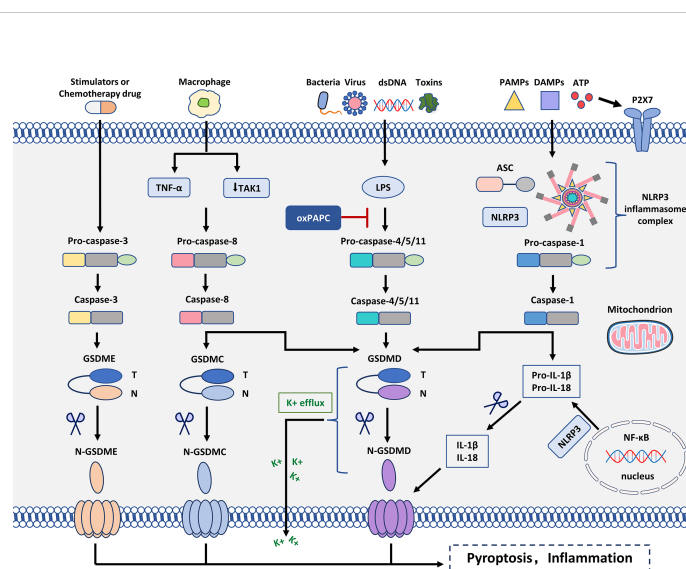 Stimulators or
Chemotherapy drug
Macrophage
Bacteria Virus dsDNA Toxins
PAMPs DAMPs ATP
P2X7
TNF-α
↓TAK1
LPS
ASC
NLRP3
NLRP3
inflammasome
complex
oxPAPC
Pro-caspase-3
Pro-caspase-8
Pro-caspase-4/5/11
Pro-caspase-1
Caspase-3
Caspase-8
Caspase-4/5/11
Caspase-1
Mitochondrion
GSDME
GSDMC
GSDMD
T
N
T
N
T
N
Pro-IL-1β
Pro-IL-18
K+ efflux
NLRP3
NF-κB
nucleus
IL-1β
IL-18
N-GSDME
N-GSDMC
N-GSDMD
K+ K+
K+
K+ K+
Pyroptosis, Inflammation